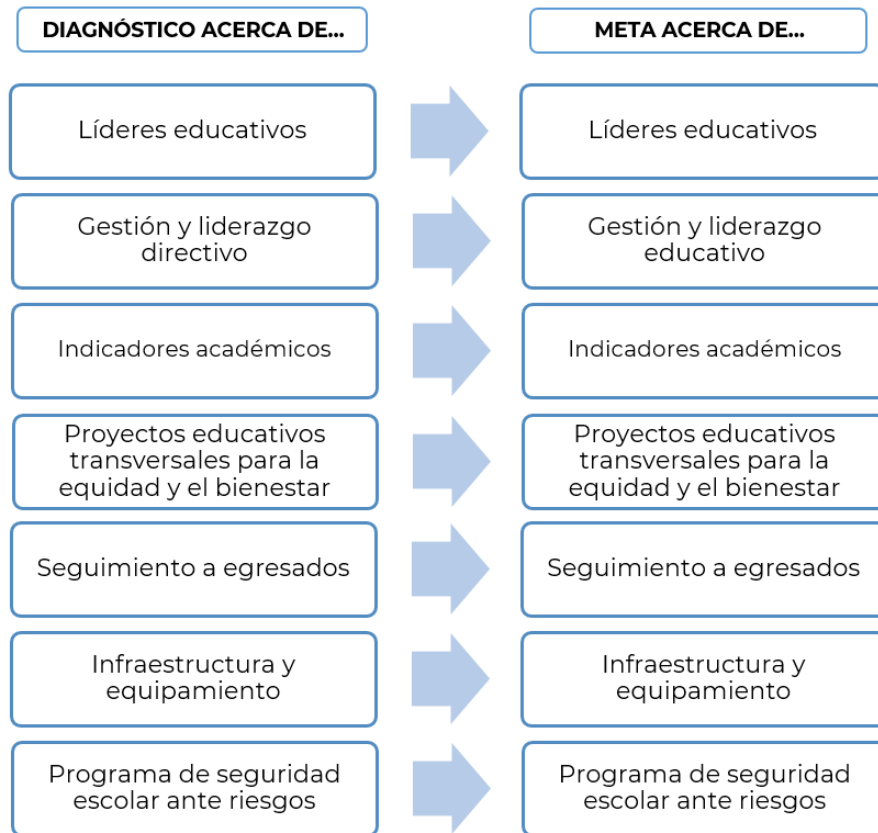 DIAGNÓSTICO ACERCA DE...
META ACERCA DE...
Líderes educativos
Líderes educativos
Gestión y liderazgo
directivo
Gestión y liderazgo
educativo
Indicadores académicos
Indicadores académicos
Proyectos educativos
transversales para la
equidad y el bienestar
Proyectos educativos
transversales para la
equidad y el bienestar
Seguimiento a egresados
Seguimiento a egresados
Infraestructura y
equipamiento
Infraestructura y
equipamiento
Programa de seguridad
escolar ante riesgos
Programa de seguridad
escolar ante riesgos